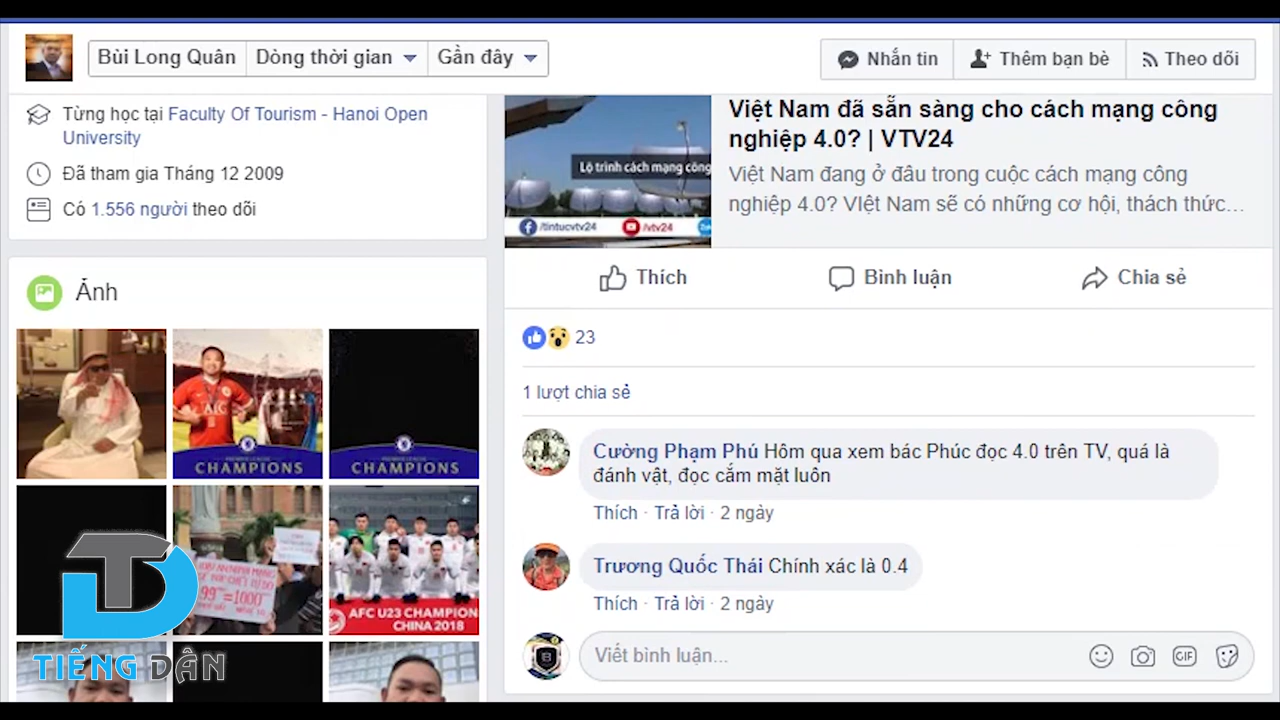 Bùi Long Quân
Dòng thời gian
Gần đây
Nhắn tin
Thêm bạn bè
Theo dõi
Từng học tại Faculty Of Tourism - Hanoi Open
University
Đã tham gia Tháng 12 2009
Có 1.556 người theo dõi
Ảnh
CHAMPIONS
CHAMPIONS
99
=1000
AFC U23 CHAMPION
CHINA 2018
TIẾNG DÂN
Lộ trình cách mạng công
/tintucvtv24
/vtv24
Việt Nam đã sẵn sàng cho cách mạng công
nghiệp 4.0? | VTV24
Việt Nam đang ở đâu trong cuộc cách mạng công
nghiệp 4.0? VIệt Nam sẽ có những cơ hội, thách thức...
Thích
Bình luận
Chia sẻ
23
1 lượt chia sẻ
Cường Phạm Phú Hôm qua xem bác Phúc đọc 4.0 trên TV, quá là
đánh vật, đọc cắm mặt luôn
Thích · Trả lời · 2 ngày
Trương Quốc Thái Chính xác là 0.4
Thích · Trả lời · 2 ngày
Viết bình luận...
GIF